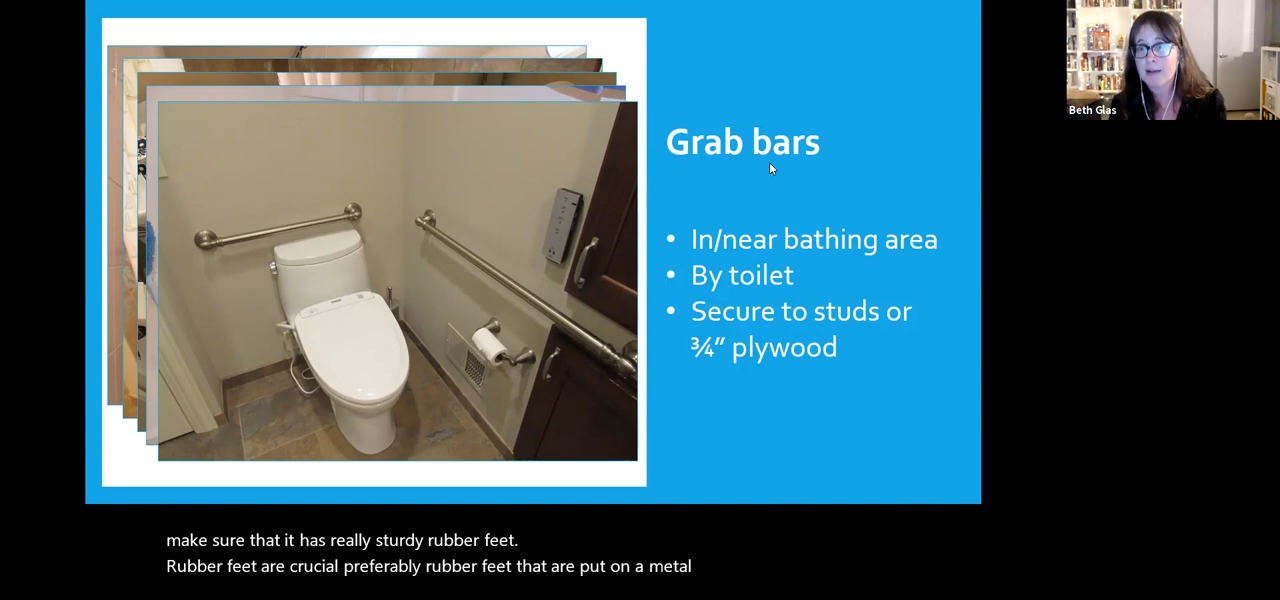 Grab bars
• In/near bathing area
• By toilet
• Secure to studs or
¾” plywood
Beth Glas
make sure that it has really sturdy rubber feet.
Rubber feet are crucial preferably rubber feet that are put on a metal